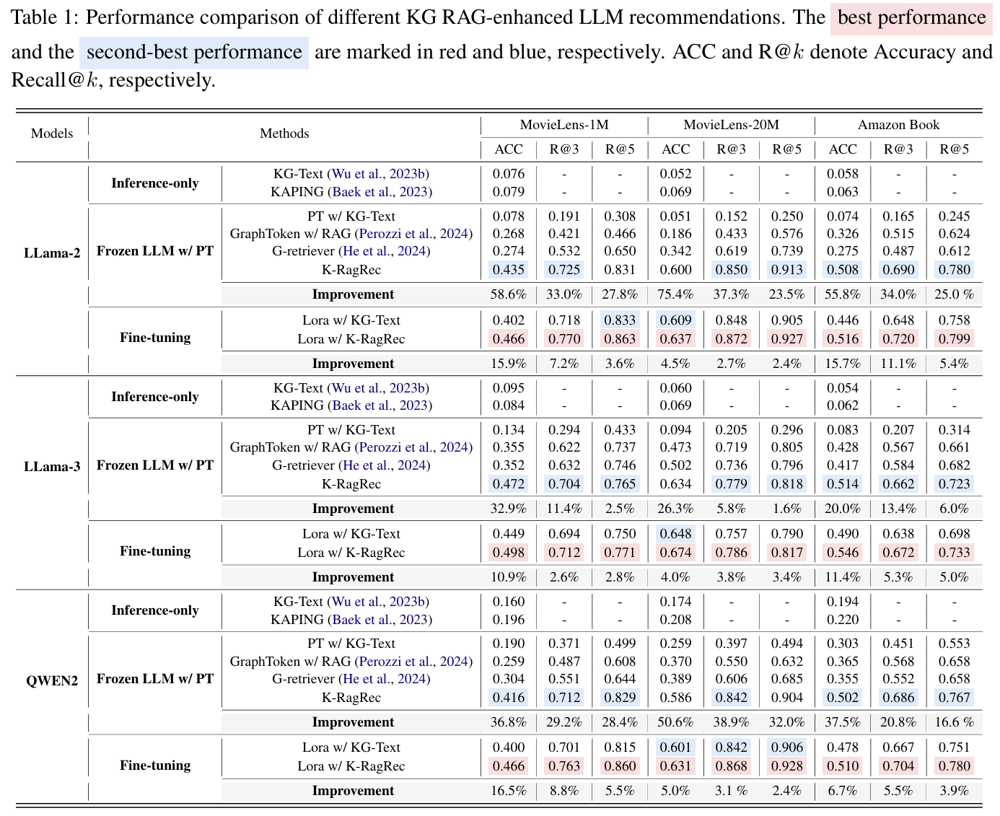 Table 1: Performance comparison of different KG RAG-enhanced LLM recommendations. The best performance
and the second-best performance are marked in red and blue, respectively. ACC and R@k denote Accuracy and
Recall@k, respectively.
Models Methods MovieLens-1M MovieLens-20M Amazon Book
ACC R@3 R@5 ACC R@3 R@5 ACC R@3 R@5
LLama-2
Inference-only
KG-Text (Wu et al., 2023b) 0.076 - - 0.052 - - 0.058 - -
KAPING (Baek et al., 2023) 0.079 - - 0.069 - - 0.063 - -
Frozen LLM w/ PT
PT w/ KG-Text 0.078 0.191 0.308 0.051 0.152 0.250 0.074 0.165 0.245
GraphToken w/ RAG (Perozzi et al., 2024) 0.268 0.421 0.466 0.186 0.433 0.576 0.326 0.515 0.624
G-retriever (He et al., 2024) 0.274 0.532 0.650 0.342 0.619 0.739 0.275 0.487 0.612
K-RagRec 0.435 0.725 0.831 0.600 0.850 0.913 0.508 0.690 0.780
Improvement 58.6% 33.0% 27.8% 75.4% 37.3% 23.5% 55.8% 34.0% 25.0 %
Fine-tuning
Lora w/ KG-Text 0.402 0.718 0.833 0.609 0.848 0.905 0.446 0.648 0.758
Lora w/ K-RagRec 0.466 0.770 0.863 0.637 0.872 0.927 0.516 0.720 0.799
Improvement 15.9% 7.2% 3.6% 4.5% 2.7% 2.4% 15.7% 11.1% 5.4%
LLama-3
Inference-only
KG-Text (Wu et al., 2023b) 0.095 - - 0.060 - - 0.054 - -
KAPING (Baek et al., 2023) 0.084 - - 0.069 - - 0.062 - -
Frozen LLM w/ PT
PT w/ KG-Text 0.134 0.294 0.433 0.094 0.205 0.296 0.083 0.207 0.314
GraphToken w/ RAG (Perozzi et al., 2024) 0.355 0.622 0.737 0.473 0.719 0.805 0.428 0.567 0.661
G-retriever (He et al., 2024) 0.352 0.632 0.746 0.502 0.736 0.796 0.417 0.584 0.682
K-RagRec 0.472 0.704 0.765 0.634 0.779 0.818 0.514 0.662 0.723
Improvement 32.9% 11.4% 2.5% 26.3% 5.8% 1.6% 20.0% 13.4% 6.0%
Fine-tuning
Lora w/ KG-Text 0.449 0.694 0.750 0.648 0.757 0.790 0.490 0.638 0.698
Lora w/ K-RagRec 0.498 0.712 0.771 0.674 0.786 0.817 0.546 0.672 0.733
Improvement 10.9% 2.6% 2.8% 4.0% 3.8% 3.4% 11.4% 5.3% 5.0%
QWEN2
Inference-only
KG-Text (Wu et al., 2023b) 0.160 - - 0.174 - - 0.194 - -
KAPING (Baek et al., 2023) 0.196 - - 0.208 - - 0.220 - -
Frozen LLM w/ PT
PT w/ KG-Text 0.190 0.371 0.499 0.259 0.397 0.494 0.303 0.451 0.553
GraphToken w/ RAG (Perozzi et al., 2024) 0.259 0.487 0.608 0.370 0.550 0.632 0.365 0.568 0.658
G-retriever (He et al., 2024) 0.304 0.551 0.644 0.389 0.606 0.685 0.355 0.552 0.658
K-RagRec 0.416 0.712 0.829 0.586 0.842 0.904 0.502 0.686 0.767
Improvement 36.8% 29.2% 28.4% 50.6% 38.9% 32.0% 37.5% 20.8% 16.6 %
Fine-tuning
Lora w/ KG-Text 0.400 0.701 0.815 0.601 0.842 0.906 0.478 0.667 0.751
Lora w/ K-RagRec 0.466 0.763 0.860 0.631 0.868 0.928 0.510 0.704 0.780
Improvement 16.5% 8.8% 5.5% 5.0% 3.1 % 2.4% 6.7% 5.5% 3.9%